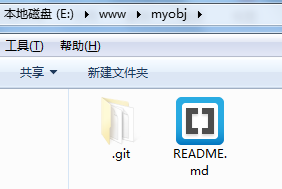 本地磁盘 (E:) ▸ www ▸ myobj ▸
工具(T) 帮助(H)
共享 ▼ 新建文件夹
.git
README.
md